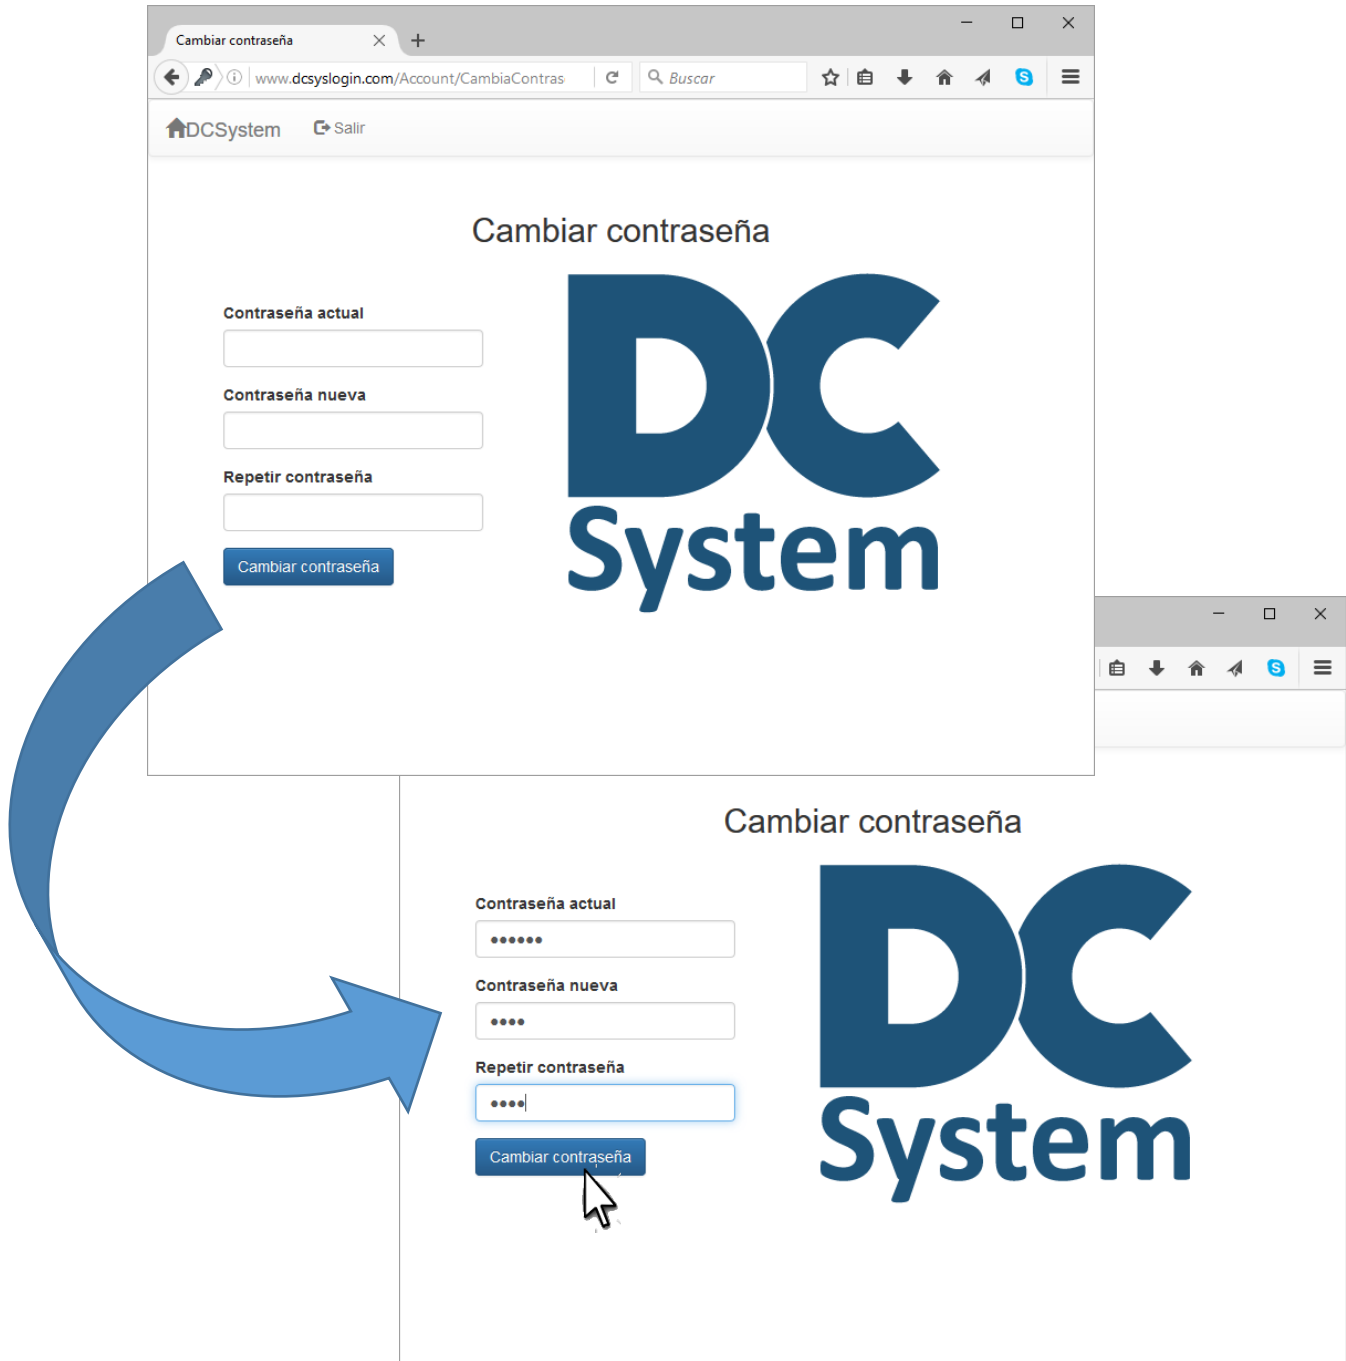 Cambiar contraseña
www.dcsyslogin.com/Account/CambiaContras
Buscar
DCSystem
Salir
Cambiar contraseña
Contraseña actual
Contraseña nueva
Repetir contraseña
Cambiar contraseña
DC
System
Cambiar contraseña
Contraseña actual
••••••
Contraseña nueva
••••
Repetir contraseña
••••
Cambiar contraseña
DC
System